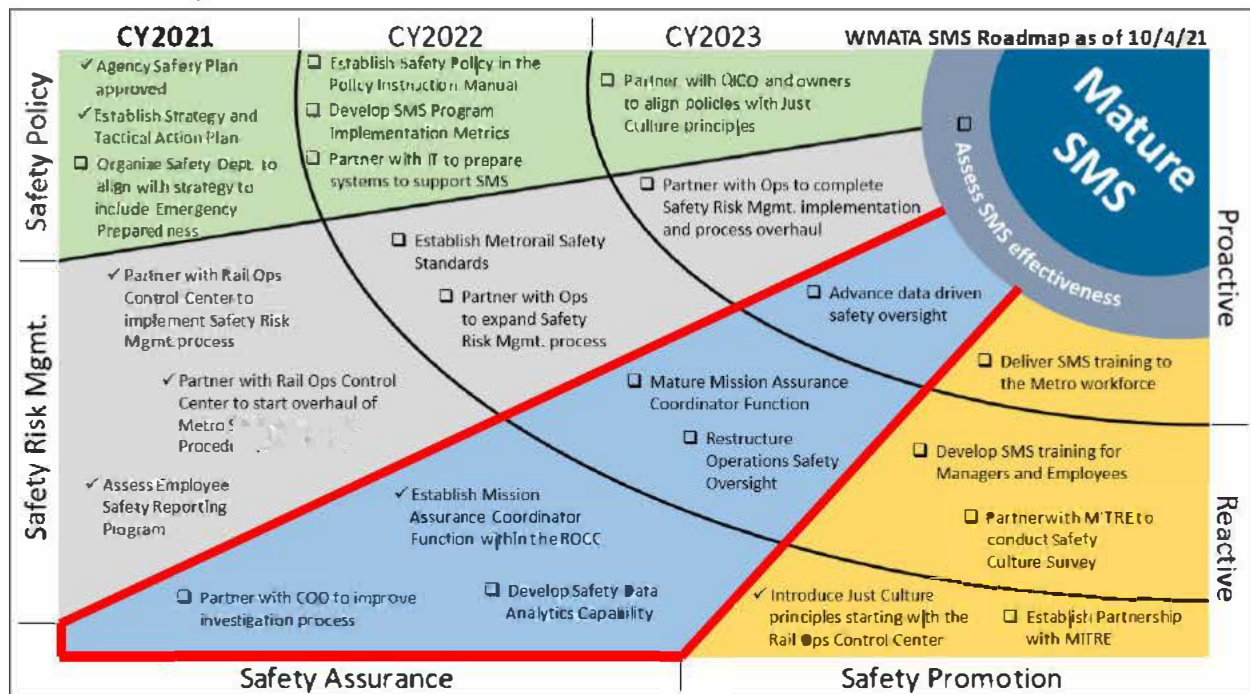 CY2021
CY2022
CY2023
WMATA SMS Roadmap as of 10/4/21
Safety Policy
✓ Agency Safety Plan
approved
✓ Establish Strategy and
Tactical Action Plan
❑ Organize Safety Dept. to
align with strategy to
include Emergency
Preparedness
❑ Establish Safety Policy in the
Policy Instruction Manual
❑ Develop SMS Program
Implementation Metrics
❑ Partner with IT to prepare
systems to support SMS
❑ Partner with QICO and owners
to align policies with Just
Culture principles
Mature
SMS
❑ Assess SMS effectiveness
Safety Risk Mgmt.
✓ Partner with Rail Ops
Control Center to
implement Safety Risk
Mgmt. process
✓ Partner with Rail Ops Control
Center to start overhaul of
Metro
✓ Assess Employee
Safety Reporting
Program
❑ Establish Metrorail Safety
Standards
❑ Partner with Ops
to expand Safety
Risk Mgmt. process
❑ Partner with Ops to complete
Safety Risk Mgmt. implementation
and process overhaul
❑ Partner with COO to improve
investigation process
✓ Establish Mission
Assurance Coordinator
Function within the ROCC
❑ Develop Safety Data
Analytics Capability
❑ Mature Mission Assurance
Coordinator Function
❑ Restructure
Operations Safety
Oversight
❑ Advance data driven
safety oversight
❑ Deliver SMS training to
the Metro workforce
❑ Develop SMS training for
Managers and Employees
❑ Partner with MITRE to
conduct Safety
Culture Survey
✓ Introduce Just Culture
principles starting with the
Rail Ops Control Center
❑ Establish Partnership
with MITRE
Proactive
Reactive
Safety Assurance
Safety Promotion